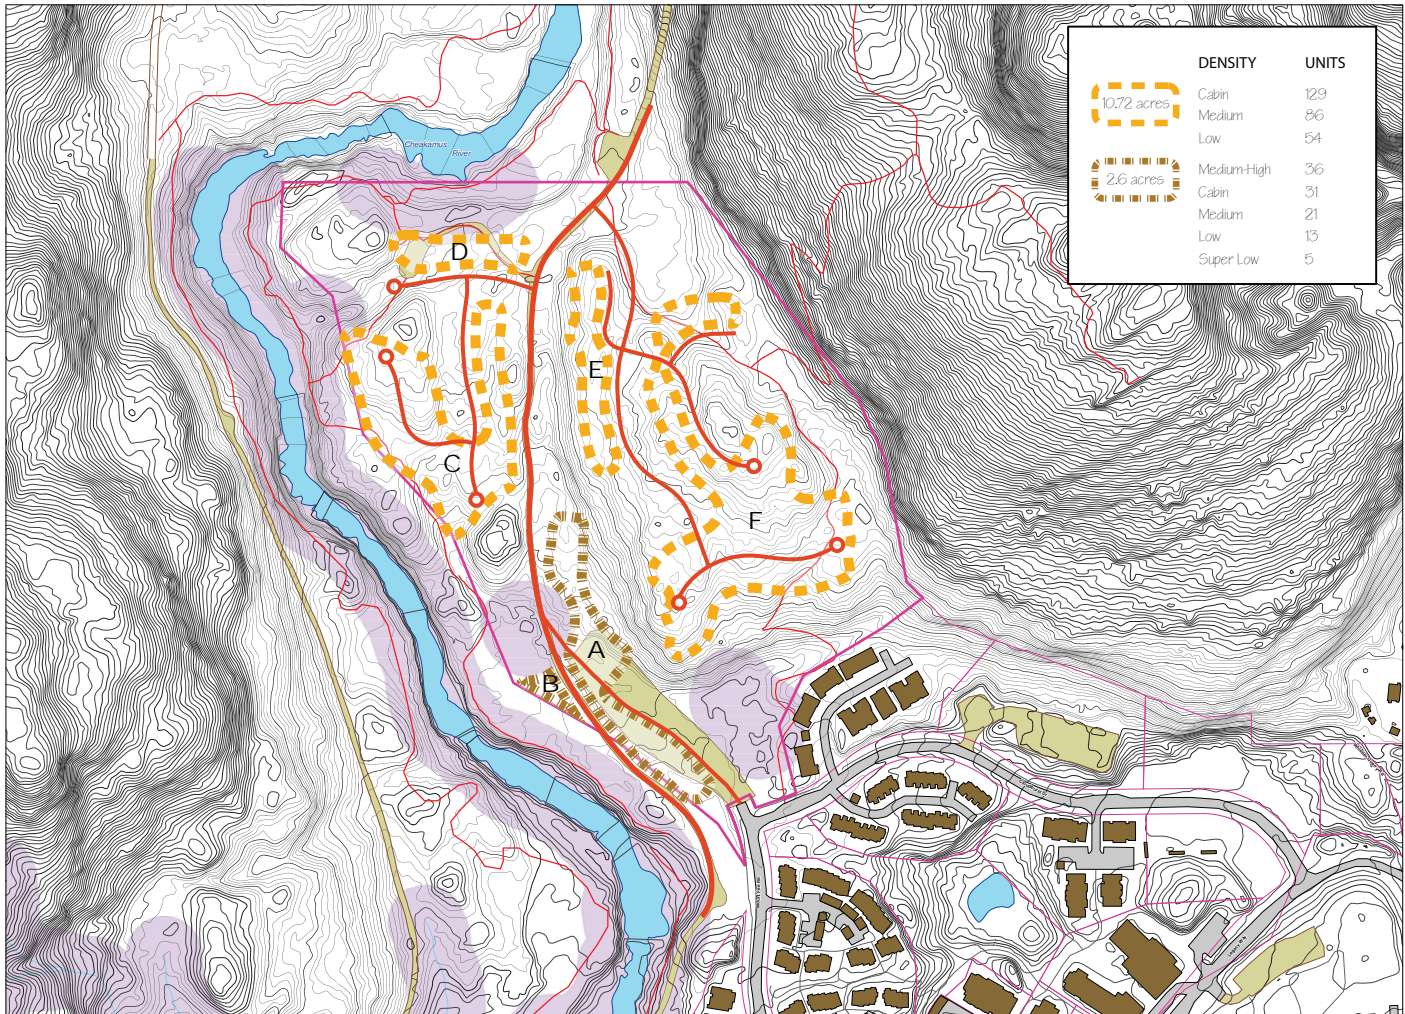 DENSITY UNITS
10.72 acres
Cabin 129
Medium 86
Low 54
2.6 acres
Medium-High 36
Cabin 31
Medium 21
Low 13
Super Low 5
Cheakamus
River
D
E
C
F
A
B